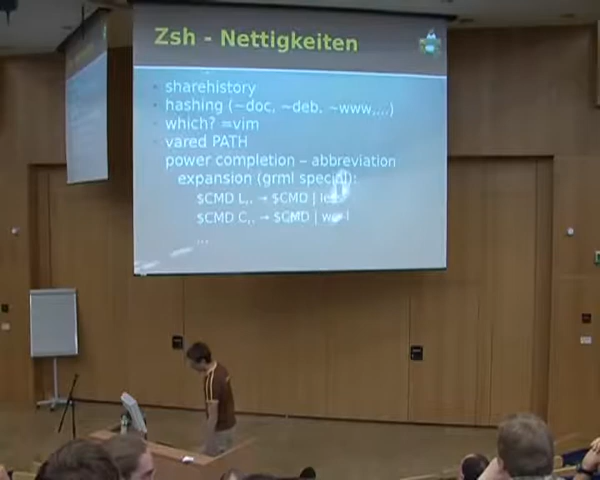 Zsh - Nettigkeiten
sharehistory
hashing (~doc, ~deb, ~www,...)
which? =vim
vared PATH
power completion – abbreviation
expansion (grml special):
$CMD L,. → $CMD | less
$CMD C,. → $CMD | wc -l
...